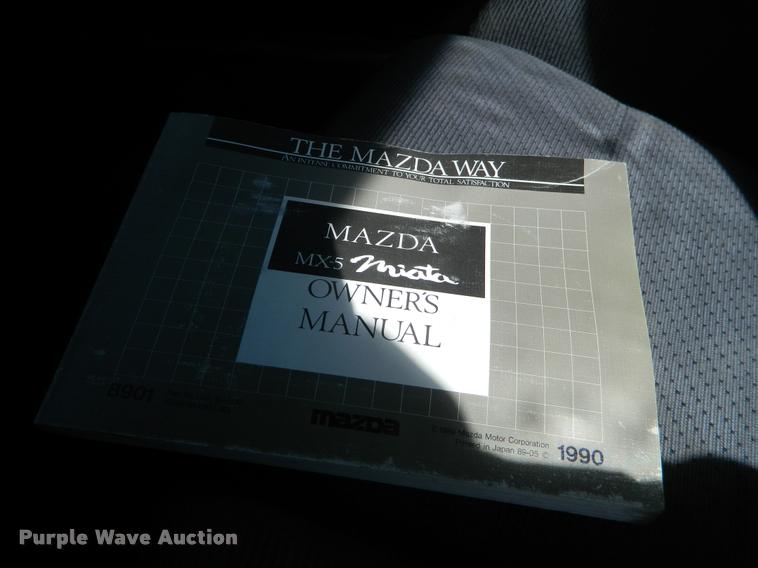 THE MAZDA WAY
AN INTENSE COMMITMENT TO YOUR TOTAL SATISFACTION
MAZDA
MX-5 Miata
OWNER'S
MANUAL
8901
mazda
Mazda Motor Corporation
Printed in Japan 89-05 ©
1990
Purple Wave Auction